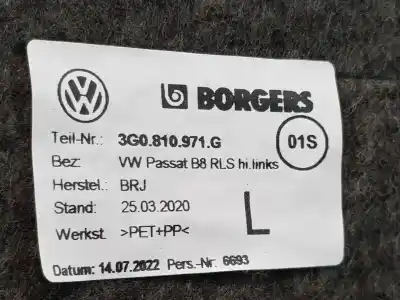 BORGERS
Teil-Nr.: 3G0.810.971.G
01S
Bez: VW Passat B8 RLS hi.links
Herstel.: BRJ
Stand: 25.03.2020
L
Werkst. >PET+PP<
Datum: 14.07.2022 Pers.-Nr. 6693